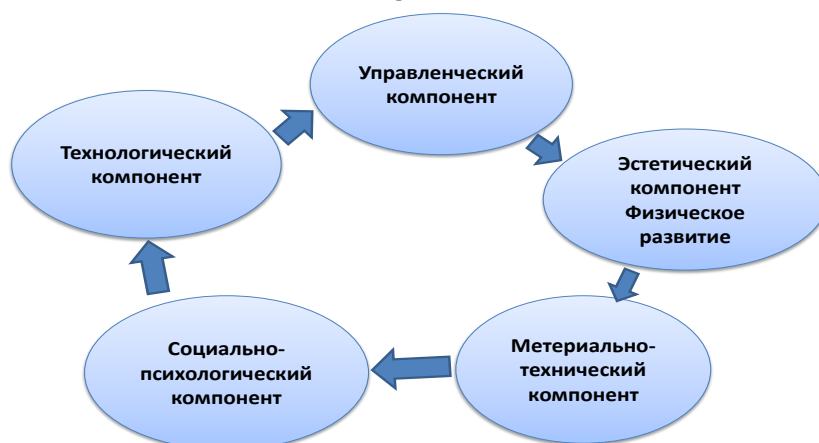 Управленческий
компонент
Технологический
компонент
Эстетический
компонент
Физическое
развитие
Социально-
психологический
компонент
Метериально-
технический
компонент